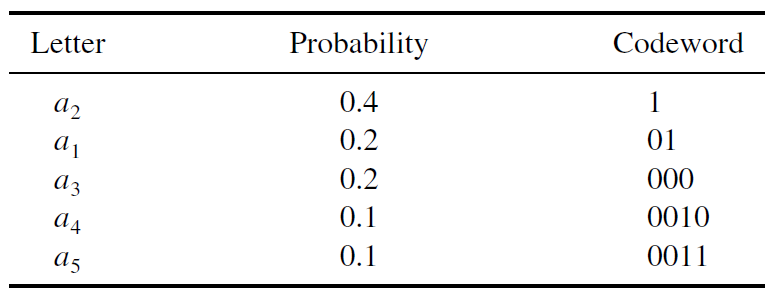 Letter Probability Codeword
a2 0.4 1
a1 0.2 01
a3 0.2 000
a4 0.1 0010
a5 0.1 0011